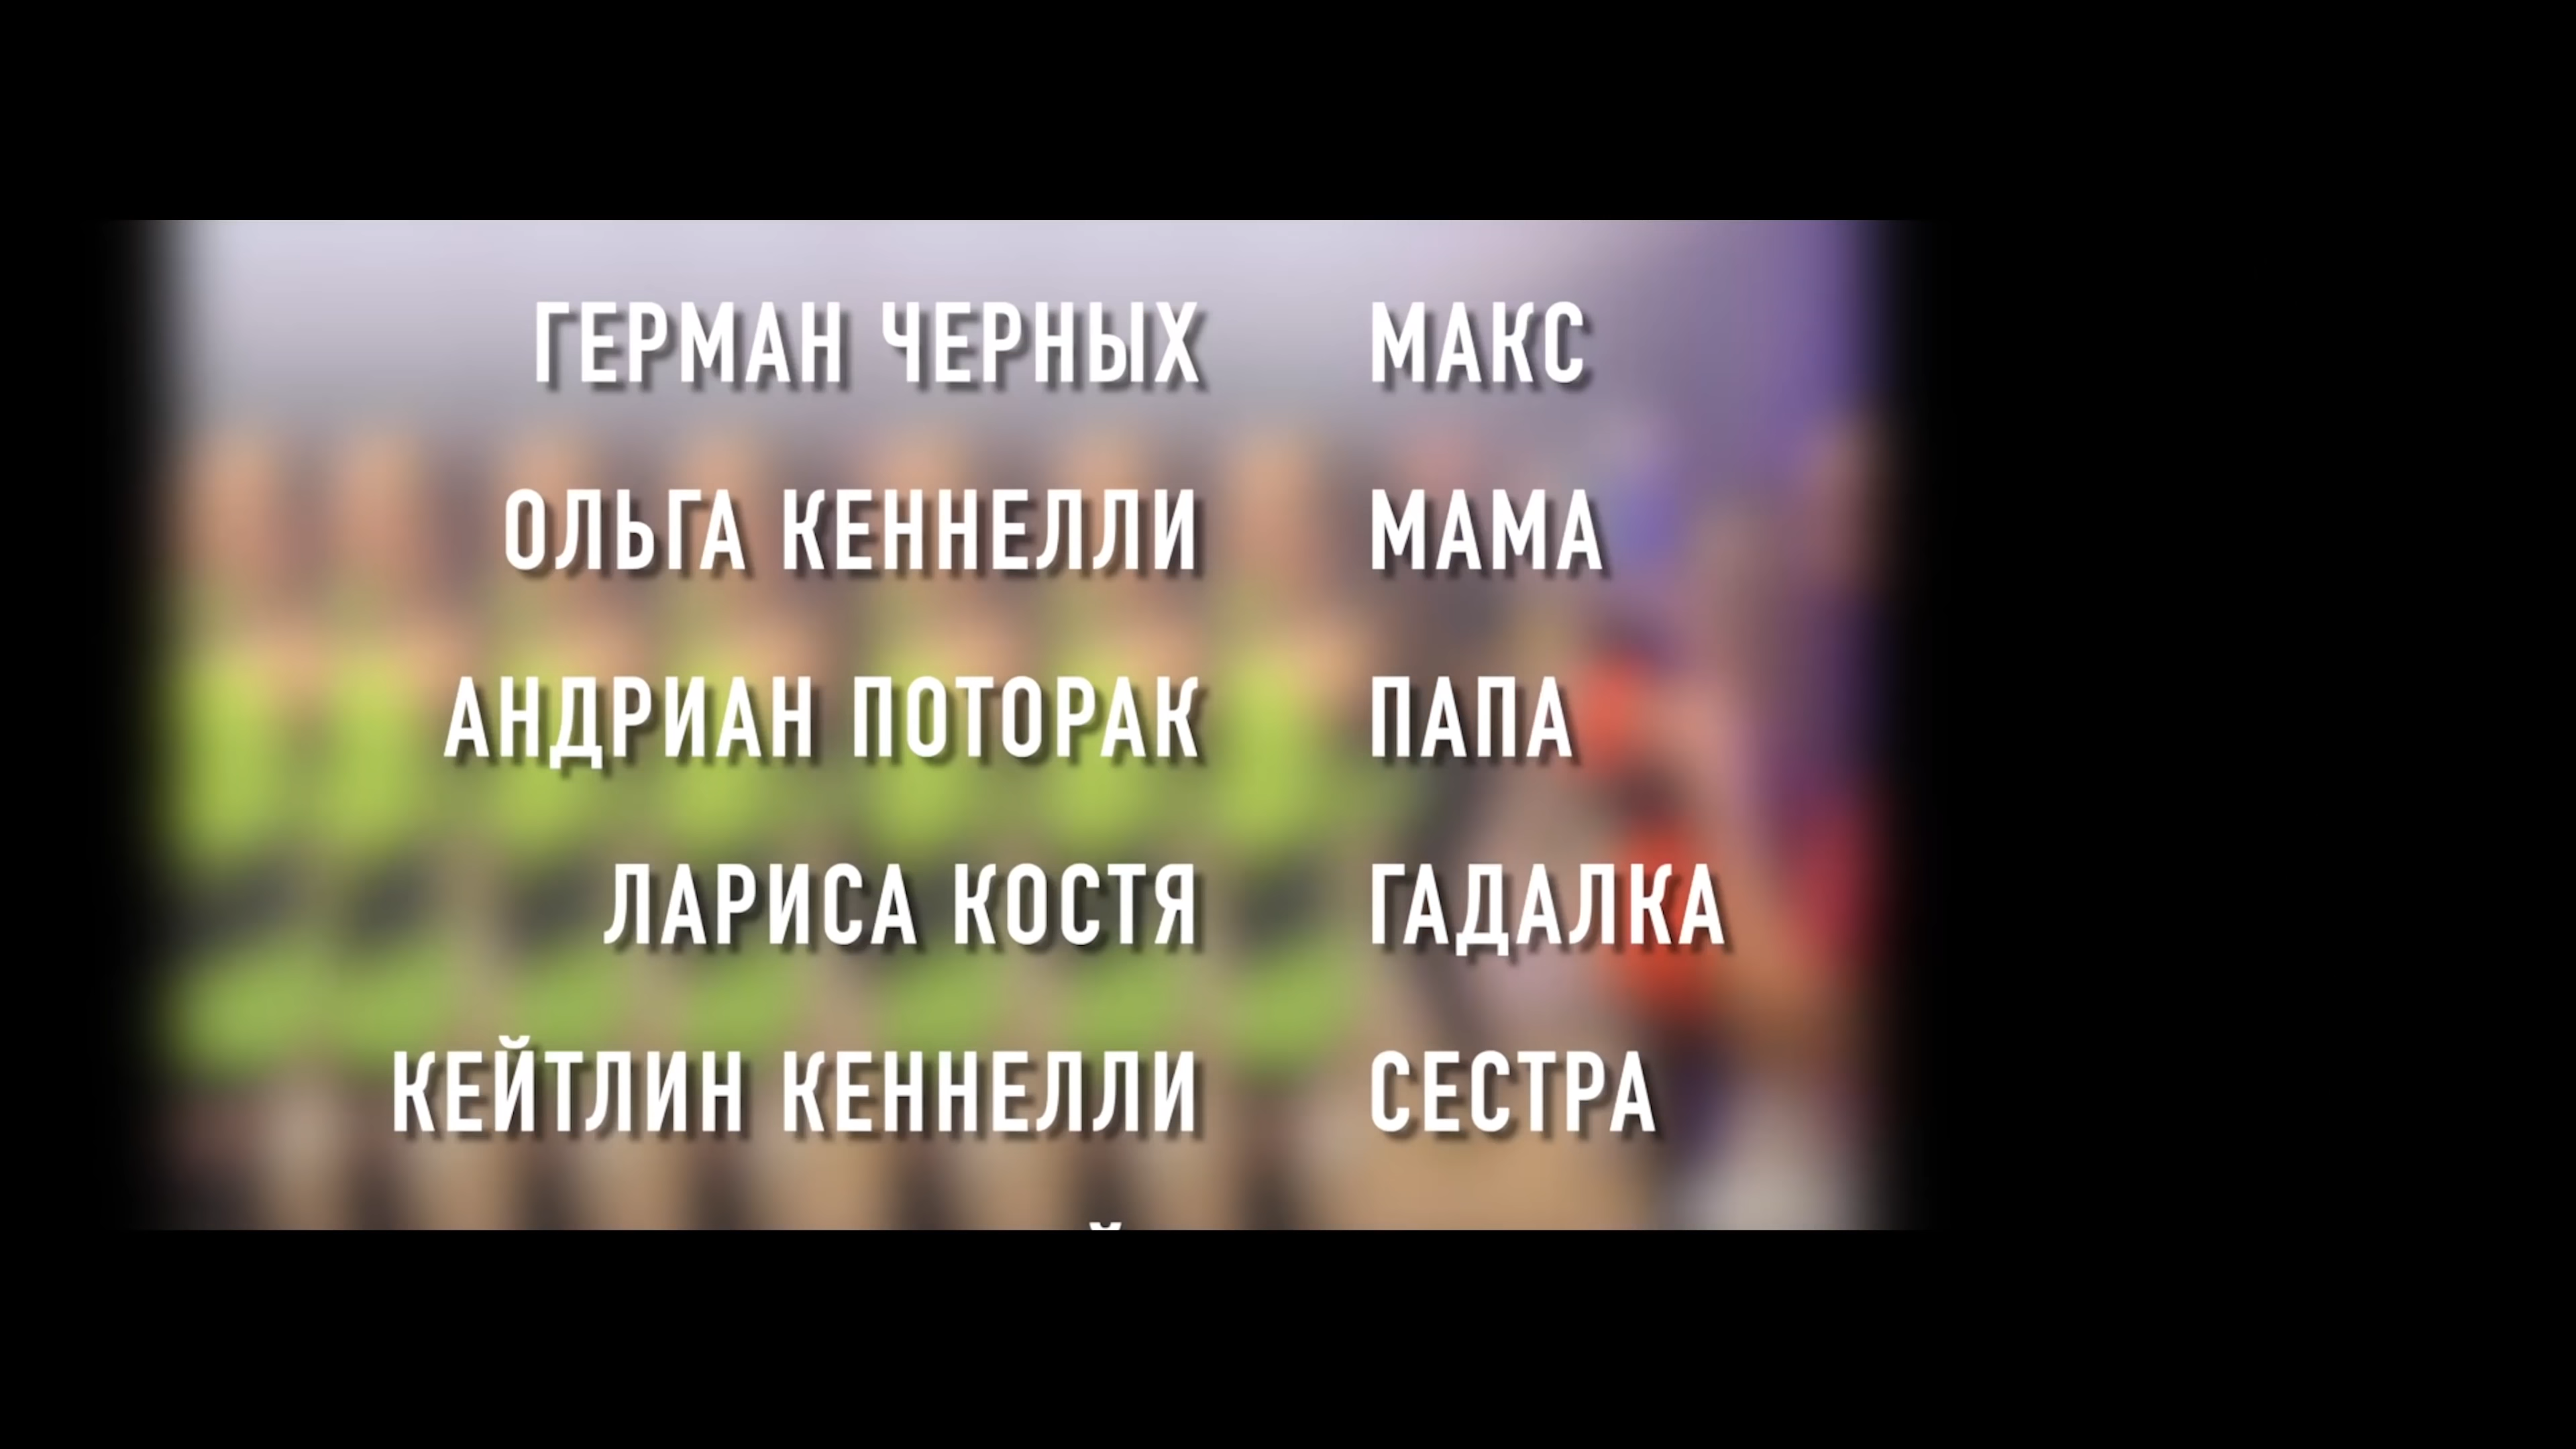 ГЕРМАН ЧЕРНЫХ МАКС
ОЛЬГА КЕННЕЛЛИ МАМА
АНДРИАН ПОТОРАК ПАПА
ЛАРИСА КОСТЯ ГАДАЛКА
КЕЙТЛИН КЕННЕЛЛИ СЕСТРА